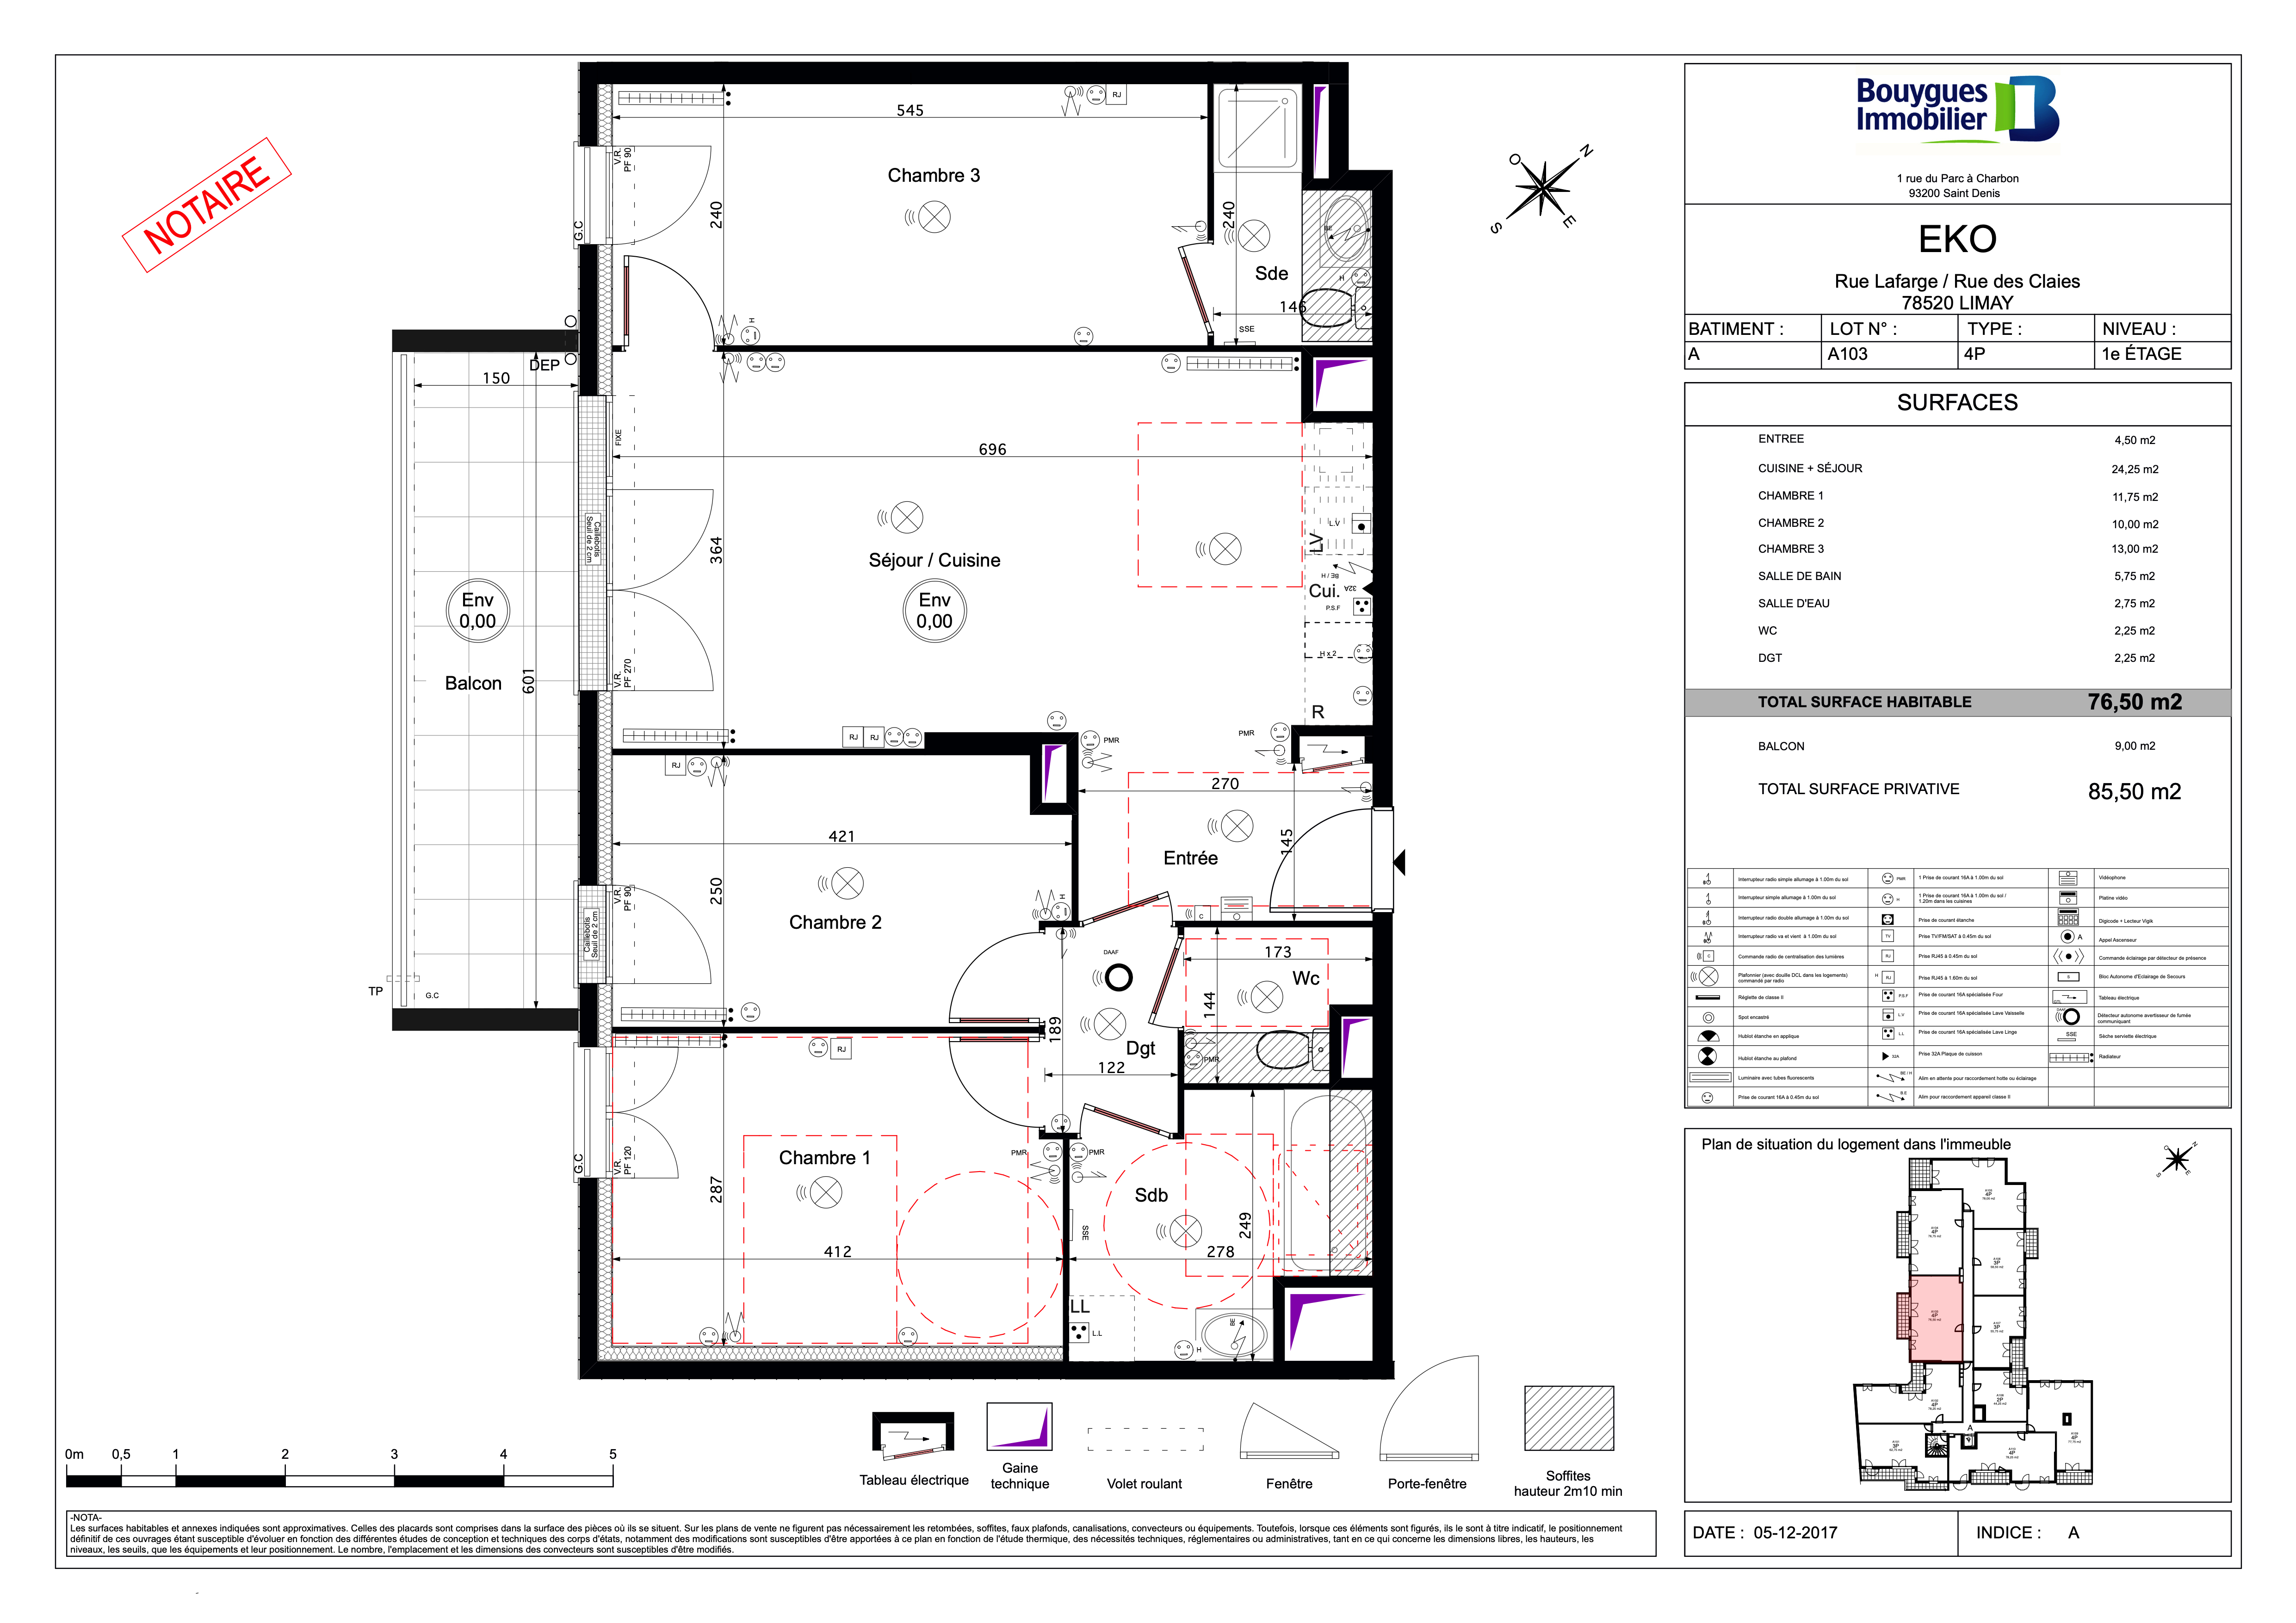 NOTAIRE
545
RJ
Chambre 3
240
240
V.R.
PF 90
G.C
Sde
BE
H
146
SSE
H
DEP
150
FIXE
696
Caillebotis
Seuil de 2 cm
364
Séjour / Cuisine
Env
0,00
Env
0,00
L.V
LV
BE / H
32A
Cui.
P.S.F
H x 2
R
Balcon
601
V.R.
PF 270
RJ
RJ
PMR
PMR
RJ
270
421
145
Entrée
250
V.R.
PF 90
Caillebotis
Seuil de 2 cm
Chambre 2
H
C
DAAF
173
Wc
144
TP
G.C
189
Dgt
122
PMR
RJ
G.C
V.R.
PF 120
Chambre 1
PMR
PMR
287
Sdb
SSE
249
412
278
LL
L.L
BE
H
O
N
S
E
0m
0,5
1
2
3
4
5
Tableau électrique
Gaine
technique
Volet roulant
Fenêtre
Porte-fenêtre
Soffites
hauteur 2m10 min
-NOTA-
Les surfaces habitables et annexes indiquées sont approximatives. Celles des placards sont comprises dans la surface des pièces où ils se situent. Sur les plans de vente ne figurent pas nécessairement les retombées, soffites, faux plafonds, canalisations, convecteurs ou équipements. Toutefois, lorsque ces éléments sont figurés, ils le sont à titre indicatif, le positionnement
définitif de ces ouvrages étant susceptible d'évoluer en fonction des différentes études de conception et techniques des corps d'états, notamment des modifications sont susceptibles d'être apportées à ce plan en fonction de l'étude thermique, des nécessités techniques, réglementaires ou administratives, tant en ce qui concerne les dimensions libres, les hauteurs, les
niveaux, les seuils, que les équipements et leur positionnement. Le nombre, l'emplacement et les dimensions des convecteurs sont susceptibles d'être modifiés.
Bouygues
Immobilier
1 rue du Parc à Charbon
93200 Saint Denis
EKO
Rue Lafarge / Rue des Claies
78520 LIMAY
BATIMENT : LOT N° : TYPE : NIVEAU :
A A103 4P 1e ÉTAGE
SURFACES
ENTREE 4,50 m2
CUISINE + SÉJOUR 24,25 m2
CHAMBRE 1 11,75 m2
CHAMBRE 2 10,00 m2
CHAMBRE 3 13,00 m2
SALLE DE BAIN 5,75 m2
SALLE D'EAU 2,75 m2
WC 2,25 m2
DGT 2,25 m2
TOTAL SURFACE HABITABLE 76,50 m2
BALCON 9,00 m2
TOTAL SURFACE PRIVATIVE 85,50 m2
Interrupteur radio simple allumage à 1.00m du sol
PMR 1 Prise de courant 16A à 1.00m du sol
Vidéophone
Interrupteur simple allumage à 1.00m du sol
H 1 Prise de courant 16A à 1.00m du sol /
1.20m dans les cuisines
Platine vidéo
Interrupteur radio double allumage à 1.00m du sol
Prise de courant étanche
Digicode + Lecteur Vigik
Interrupteur radio va et vient à 1.00m du sol
TV Prise TV/FM/SAT à 0.45m du sol
A Appel Ascenseur
C Commande radio de centralisation des lumières
RJ Prise RJ45 à 0.45m du sol
Commande éclairage par détecteur de présence
Plafonnier (avec douille DCL dans les logements)
commandé par radio
H RJ Prise RJ45 à 1.60m du sol
Bloc Autonome d'Eclairage de Secours
Réglette de classe II
P.S.F Prise de courant 16A spécialisée Four
Tableau électrique
Spot encastré
L.V Prise de courant 16A spécialisée Lave Vaisselle
Détecteur autonome avertisseur de fumée
communiquant
Hublot étanche en applique
L.L Prise de courant 16A spécialisée Lave Linge
SSE Sèche serviette électrique
Hublot étanche au plafond
32A Prise 32A Plaque de cuisson
Radiateur
Luminaire avec tubes fluorescents
BE / H Alim en attente pour raccordement hotte ou éclairage
Prise de courant 16A à 0.45m du sol
B.E Alim pour raccordement appareil classe II
Plan de situation du logement dans l'immeuble
N
S
E
4P
4P
3P
4P
3P
4P
2P
A
3P
4P
4P
DATE : 05-12-2017 INDICE : A